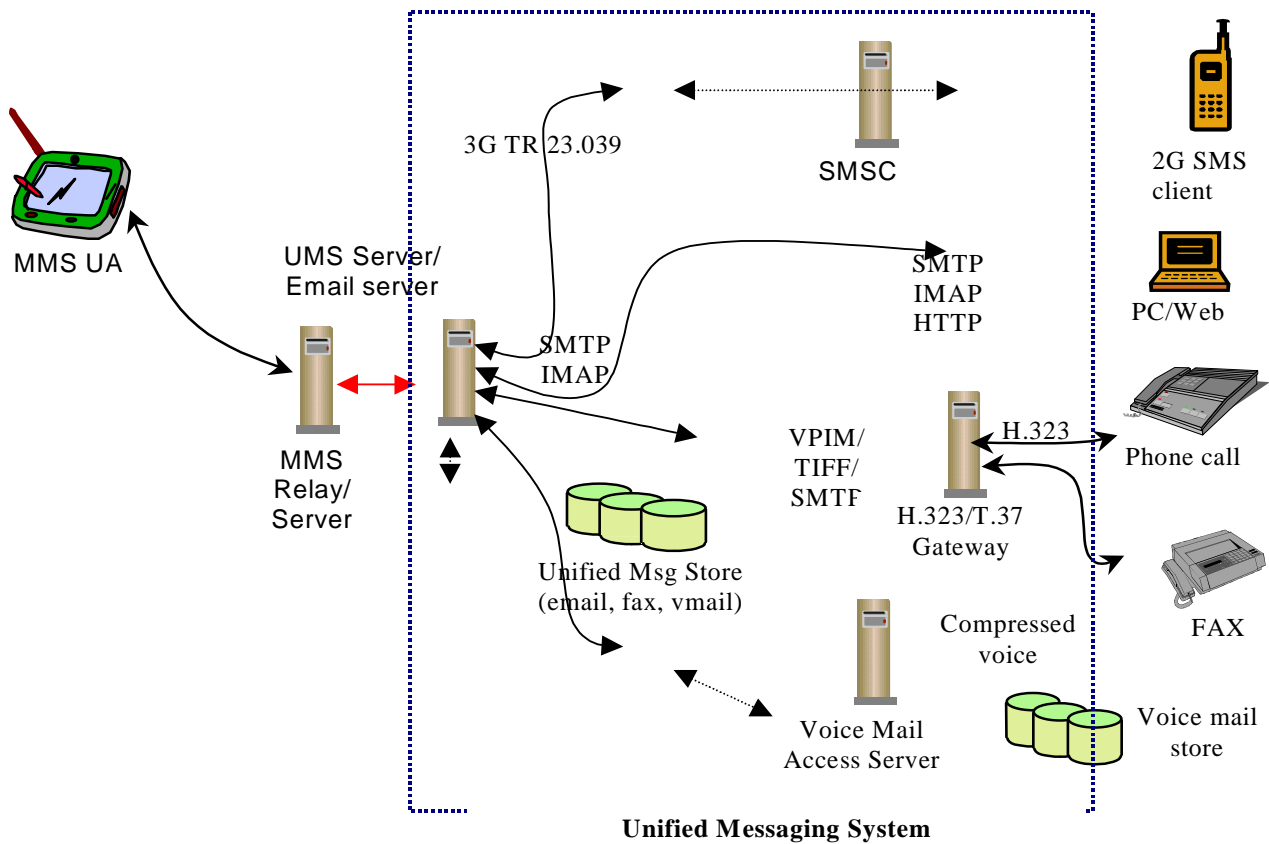 3G TR 23.039
SMSC
2G SMS
client
MMS UA
UMS Server/
Email server
SMTP
IMAP
HTTP
PC/Web
SMTP
IMAP
MMS
Relay/
Server
VPIM/
TIFF/
SMTF
H.323
H.323/T.37
Gateway
Phone call
Unified Msg Store
(email, fax, vmail)
FAX
Compressed
voice
Voice Mail
Access Server
Voice mail
store
Unified Messaging System